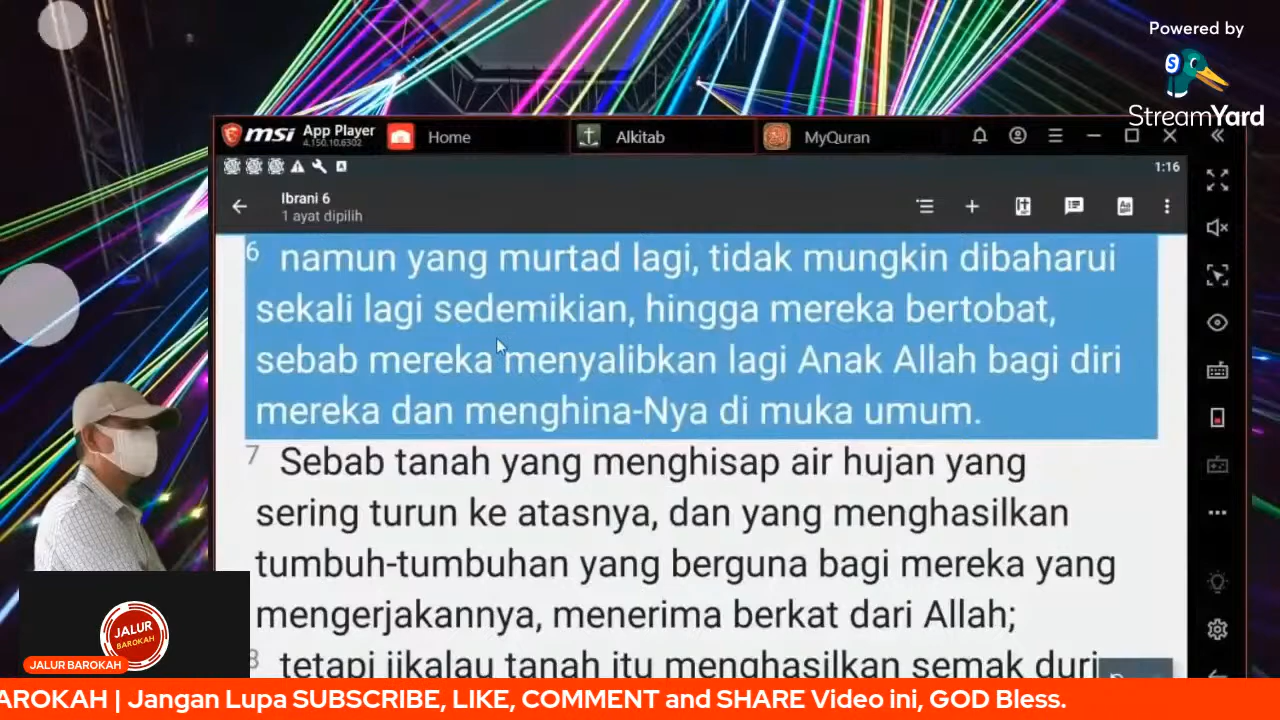 Powered by
StreamYard
msi App Player
4.150.10.6302
Home
Alkitab
MyQuran
1:16
Ibrani 6
1 ayat dipilih
6 namun yang murtad lagi, tidak mungkin dibaharui
sekali lagi sedemikian, hingga mereka bertobat,
sebab mereka menyalibkan lagi Anak Allah bagi diri
mereka dan menghina-Nya di muka umum.
7 Sebab tanah yang menghisap air hujan yang
sering turun ke atasnya, dan yang menghasilkan
tumbuh-tumbuhan yang berguna bagi mereka yang
mengerjakannya, menerima berkat dari Allah;
8 tetapi jikalau tanah itu menghasilkan semak duri
JALUR
BAROKAH
JALUR BAROKAH
AROKAH | Jangan Lupa SUBSCRIBE, LIKE, COMMENT and SHARE Video ini, GOD Bless.